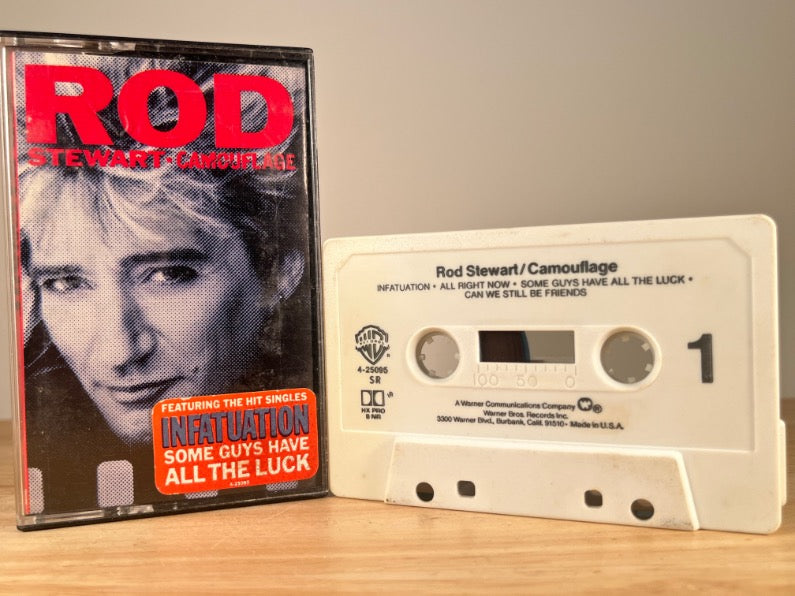 ROD
STEWART • CAMOUFLAGE
FEATURING THE HIT SINGLES
INFATUATION
SOME GUYS HAVE
ALL THE LUCK
4-25095
Rod Stewart/Camouflage
INFATUATION • ALL RIGHT NOW • SOME GUYS HAVE ALL THE LUCK •
CAN WE STILL BE FRIENDS
4-25095
SR
HX PRO
B NR
1
100 50 0
A Warner Communications Company
Warner Bros. Records Inc.
3300 Warner Blvd., Burbank, Calif. 91510 • Made in U.S.A.